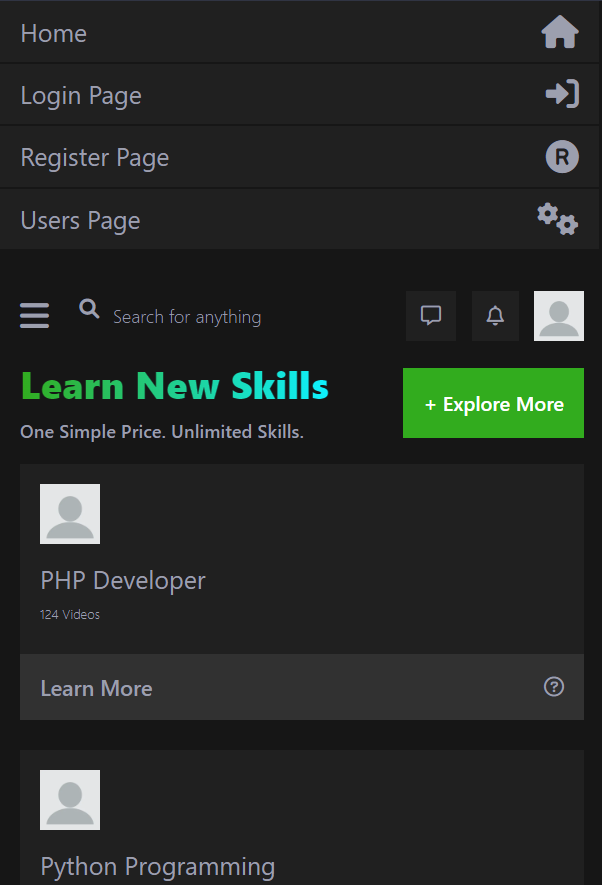 Home
Login Page
Register Page
R
Users Page
Search for anything
Learn New Skills
+ Explore More
One Simple Price. Unlimited Skills.
PHP Developer
124 Videos
Learn More
?
Python Programming